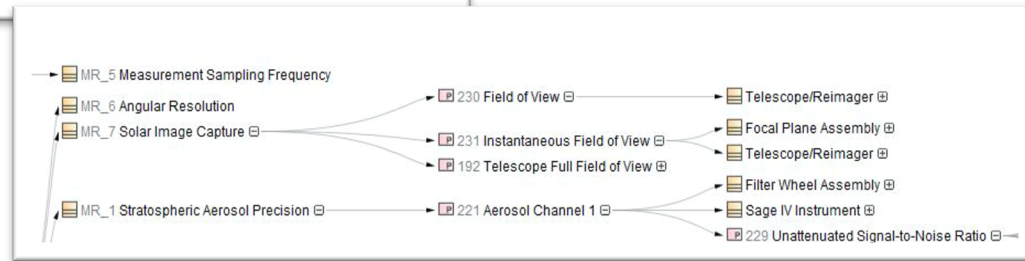 MR_5 Measurement Sampling Frequency
MR_6 Angular Resolution
MR_7 Solar Image Capture
230 Field of View
231 Instantaneous Field of View
192 Telescope Full Field of View
Telescope/Reimager
Focal Plane Assembly
Telescope/Reimager
MR_1 Stratospheric Aerosol Precision
221 Aerosol Channel 1
Filter Wheel Assembly
Sage IV Instrument
229 Unattenuated Signal-to-Noise Ratio